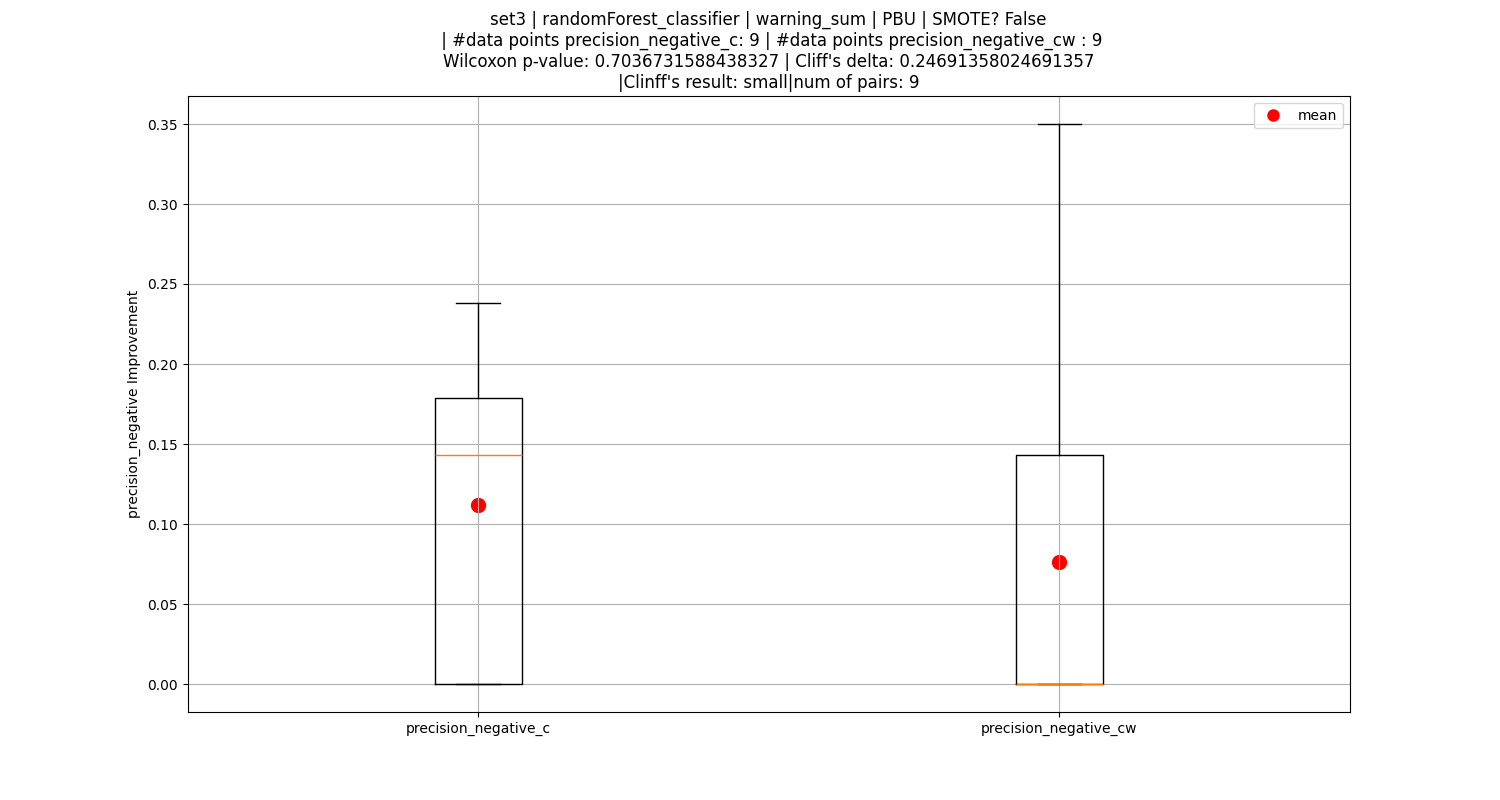 set3 | randomForest_classifier | warning_sum | PBU | SMOTE? False
| #data points precision_negative_c: 9 | #data points precision_negative_cw : 9
Wilcoxon p-value: 0.7036731588438327 | Cliff's delta: 0.24691358024691357
|Clinff's result: small|num of pairs: 9
mean
0.35
0.30
0.25
0.20
0.15
0.10
0.05
0.00
precision_negative Improvement
precision_negative_c
precision_negative_cw